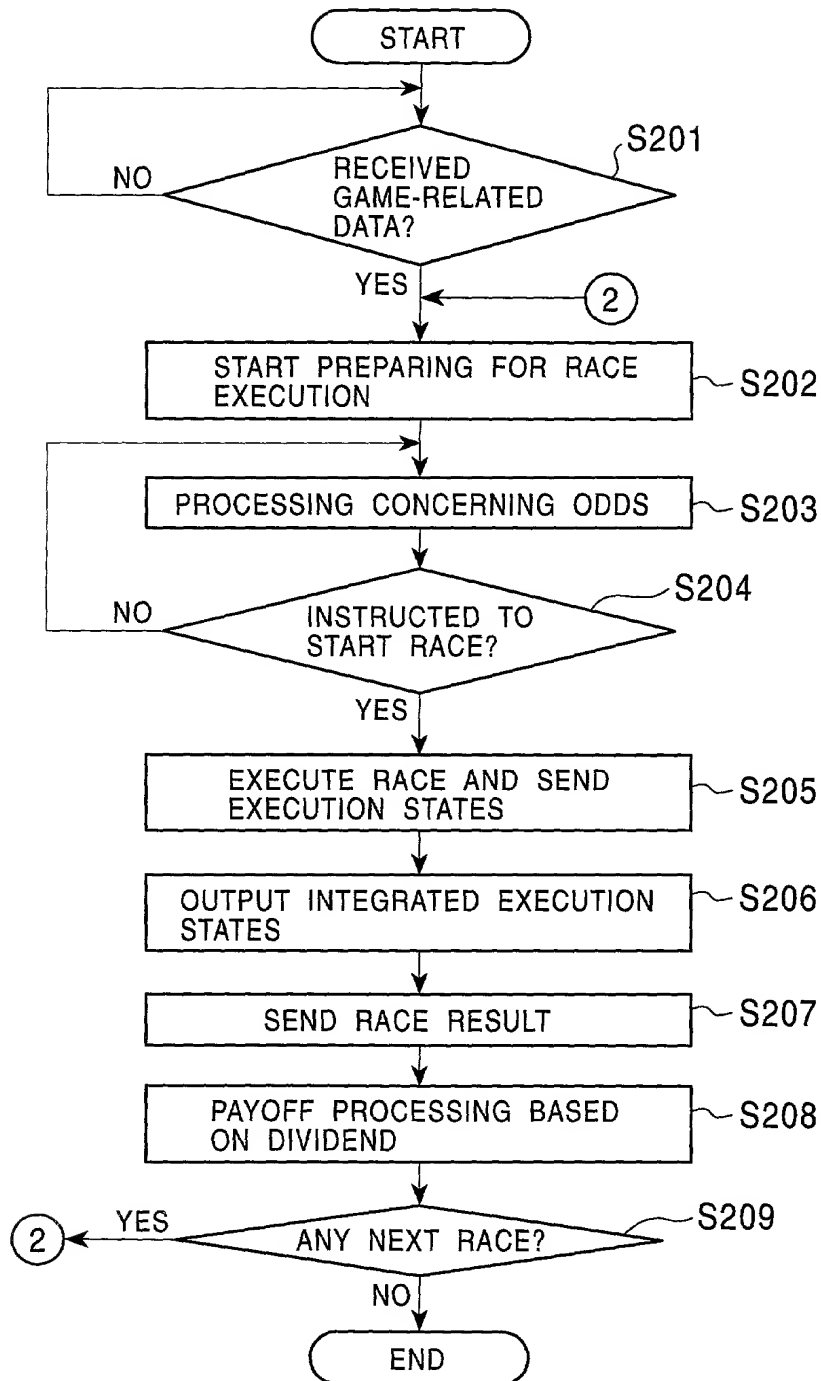 START
S201
NO
RECEIVED
GAME-RELATED
DATA?
YES
2
START PREPARING FOR RACE
EXECUTION
S202
PROCESSING CONCERNING ODDS
S203
S204
NO
INSTRUCTED TO
START RACE?
YES
EXECUTE RACE AND SEND
EXECUTION STATES
S205
OUTPUT INTEGRATED EXECUTION
STATES
S206
SEND RACE RESULT
S207
PAYOFF PROCESSING BASED
ON DIVIDEND
S208
S209
2
YES
ANY NEXT RACE?
NO
END